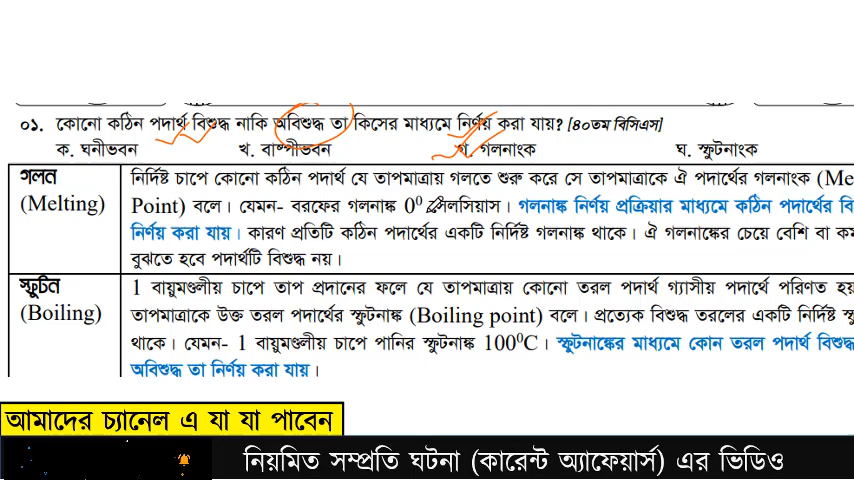 ০১. কোনো কঠিন পদার্থ বিশুদ্ধ নাকি অবিশুদ্ধ তা কিসের মাধ্যমে নির্ণয় করা যায়? [৪০তম বিসিএস]
ক. ঘনীভবন খ. বাষ্পীভবন গ. গলনাংক ঘ. স্ফুটনাংক
গলন নির্দিষ্ট চাপে কোনো কঠিন পদার্থ যে তাপমাত্রায় গলতে শুরু করে সে তাপমাত্রাকে ঐ পদার্থের গলনাংক (Me
(Melting) Point) বলে। যেমন- বরফের গলনাঙ্ক 0⁰ সেলসিয়াস। গলনাঙ্ক নির্ণয় প্রক্রিয়ার মাধ্যমে কঠিন পদার্থের বি
নির্ণয় করা যায়। কারণ প্রতিটি কঠিন পদার্থের একটি নির্দিষ্ট গলনাঙ্ক থাকে। ঐ গলনাঙ্কের চেয়ে বেশি বা কম
বুঝতে হবে পদার্থটি বিশুদ্ধ নয়।
স্ফুটন 1 বায়ুমণ্ডলীয় চাপে তাপ প্রদানের ফলে যে তাপমাত্রায় কোনো তরল পদার্থ গ্যাসীয় পদার্থে পরিণত হয়
(Boiling) তাপমাত্রাকে উক্ত তরল পদার্থের স্ফুটনাঙ্ক (Boiling point) বলে। প্রত্যেক বিশুদ্ধ তরলের একটি নির্দিষ্ট স্ফু
থাকে। যেমন- 1 বায়ুমণ্ডলীয় চাপে পানির স্ফুটনাঙ্ক 100⁰C। স্ফুটনাঙ্কের মাধ্যমে কোন তরল পদার্থ বিশুদ্ধ
অবিশুদ্ধ তা নির্ণয় করা যায়।
আমাদের চ্যানেল এ যা যা পাবেন
নিয়মিত সম্প্রতি ঘটনা (কারেন্ট অ্যাফেয়ার্স) এর ভিডিও